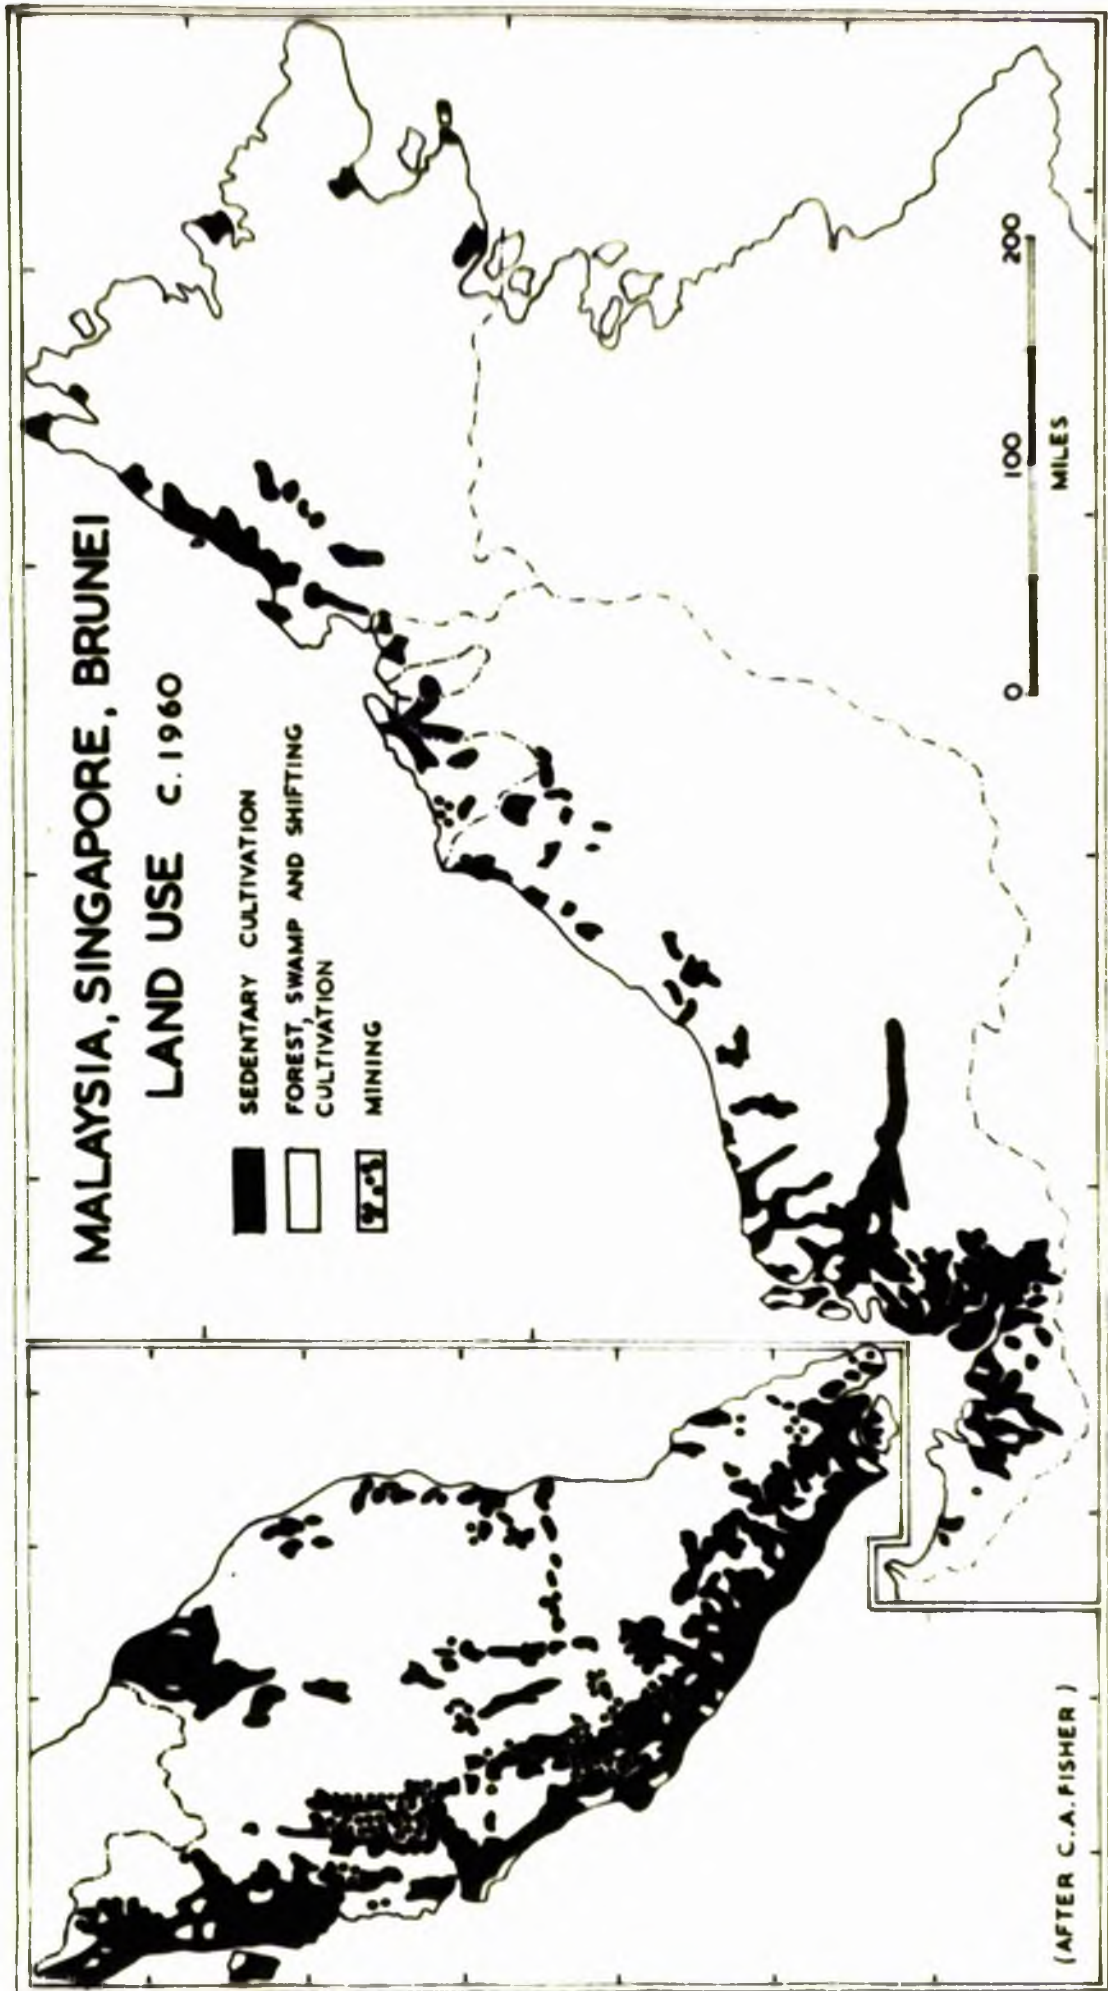 MALAYSIA, SINGAPORE, BRUNEI
LAND USE C. 1960
SEDENTARY CULTIVATION
FOREST, SWAMP AND SHIFTING
CULTIVATION
MINING
0 100 200
MILES
(AFTER C.A. FISHER)